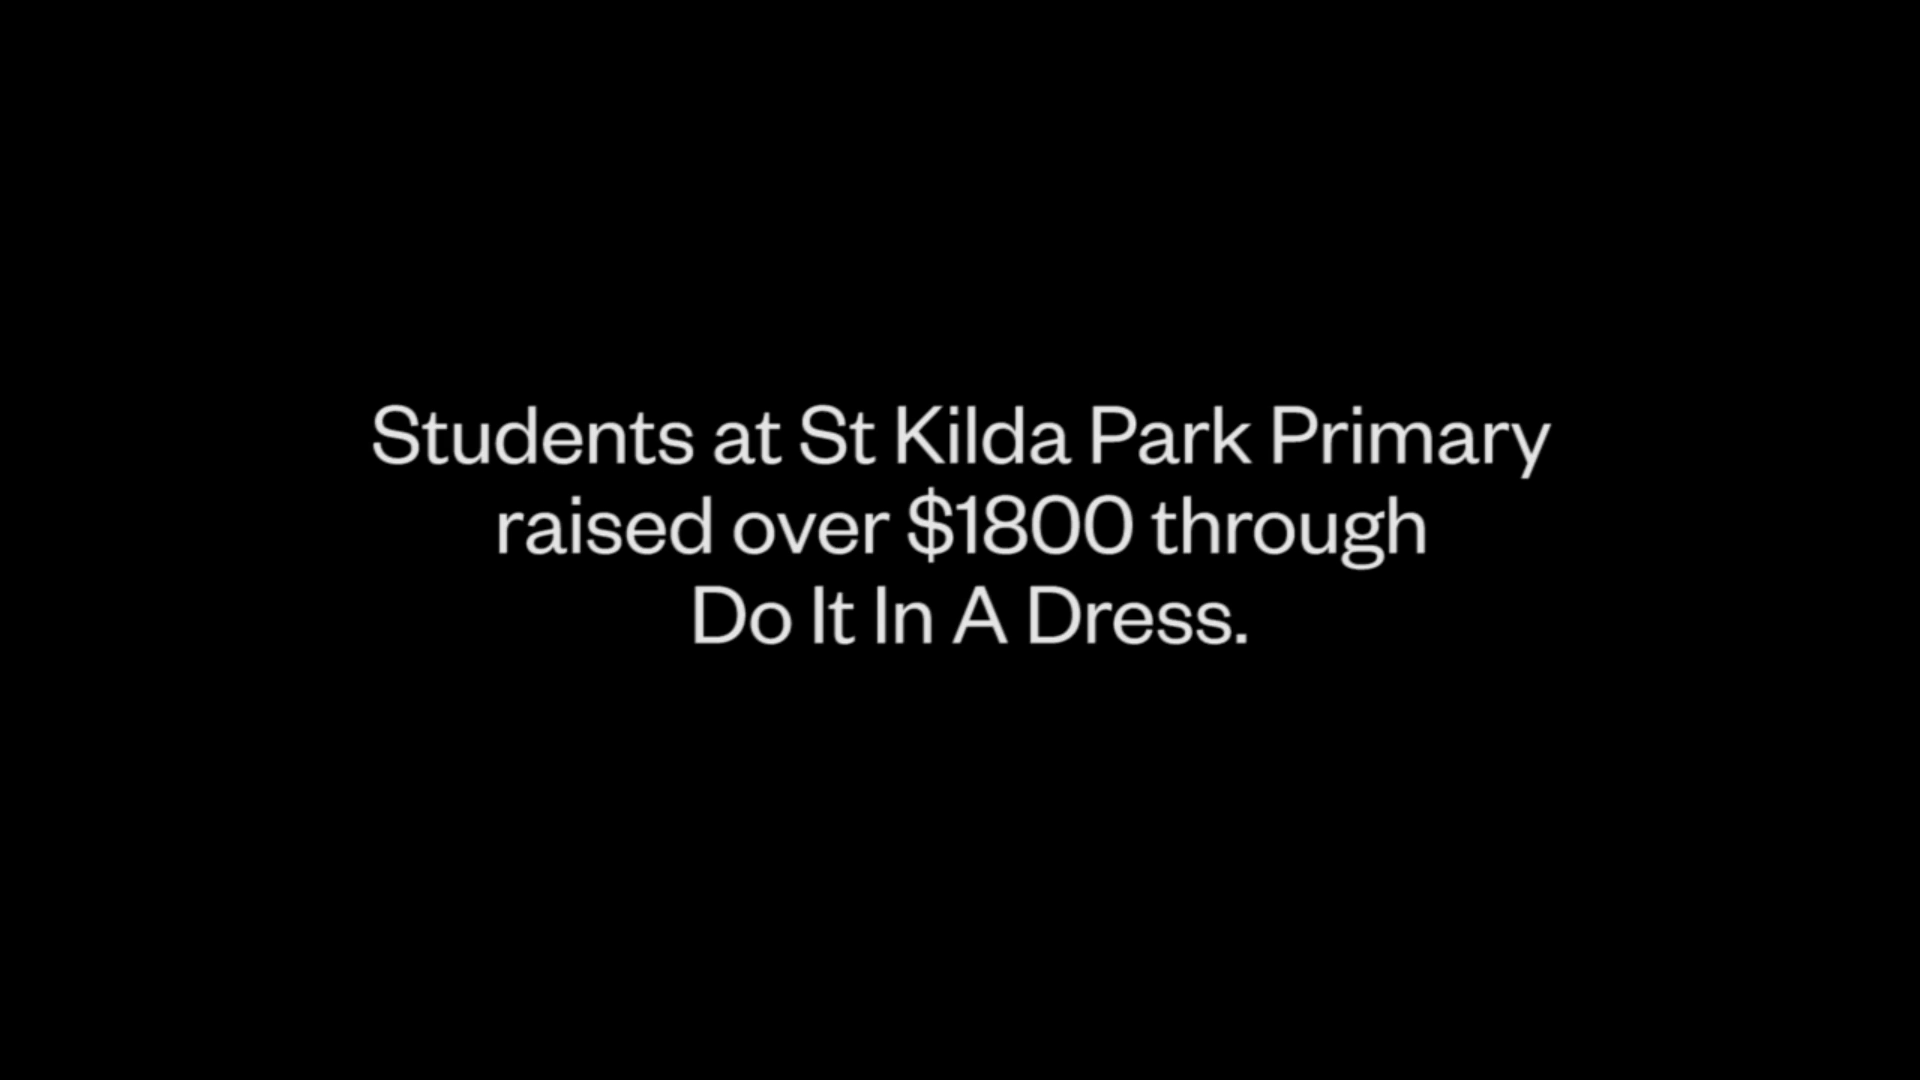 Students at St Kilda Park Primary
raised over $1800 through
Do It In A Dress.